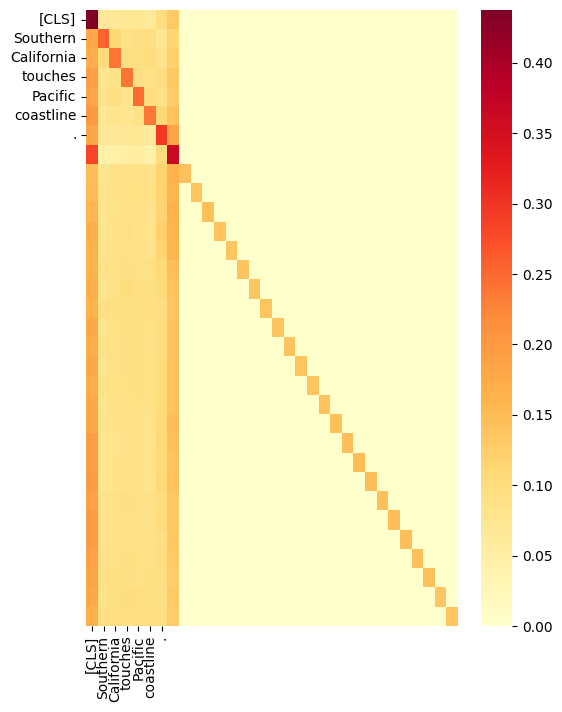 [CLS]
Southern
California
touches
Pacific
coastline
.
0.40
0.35
0.30
0.25
0.20
0.15
0.10
0.05
0.00
[CLS]
Southern
California
touches
Pacific
coastline
.